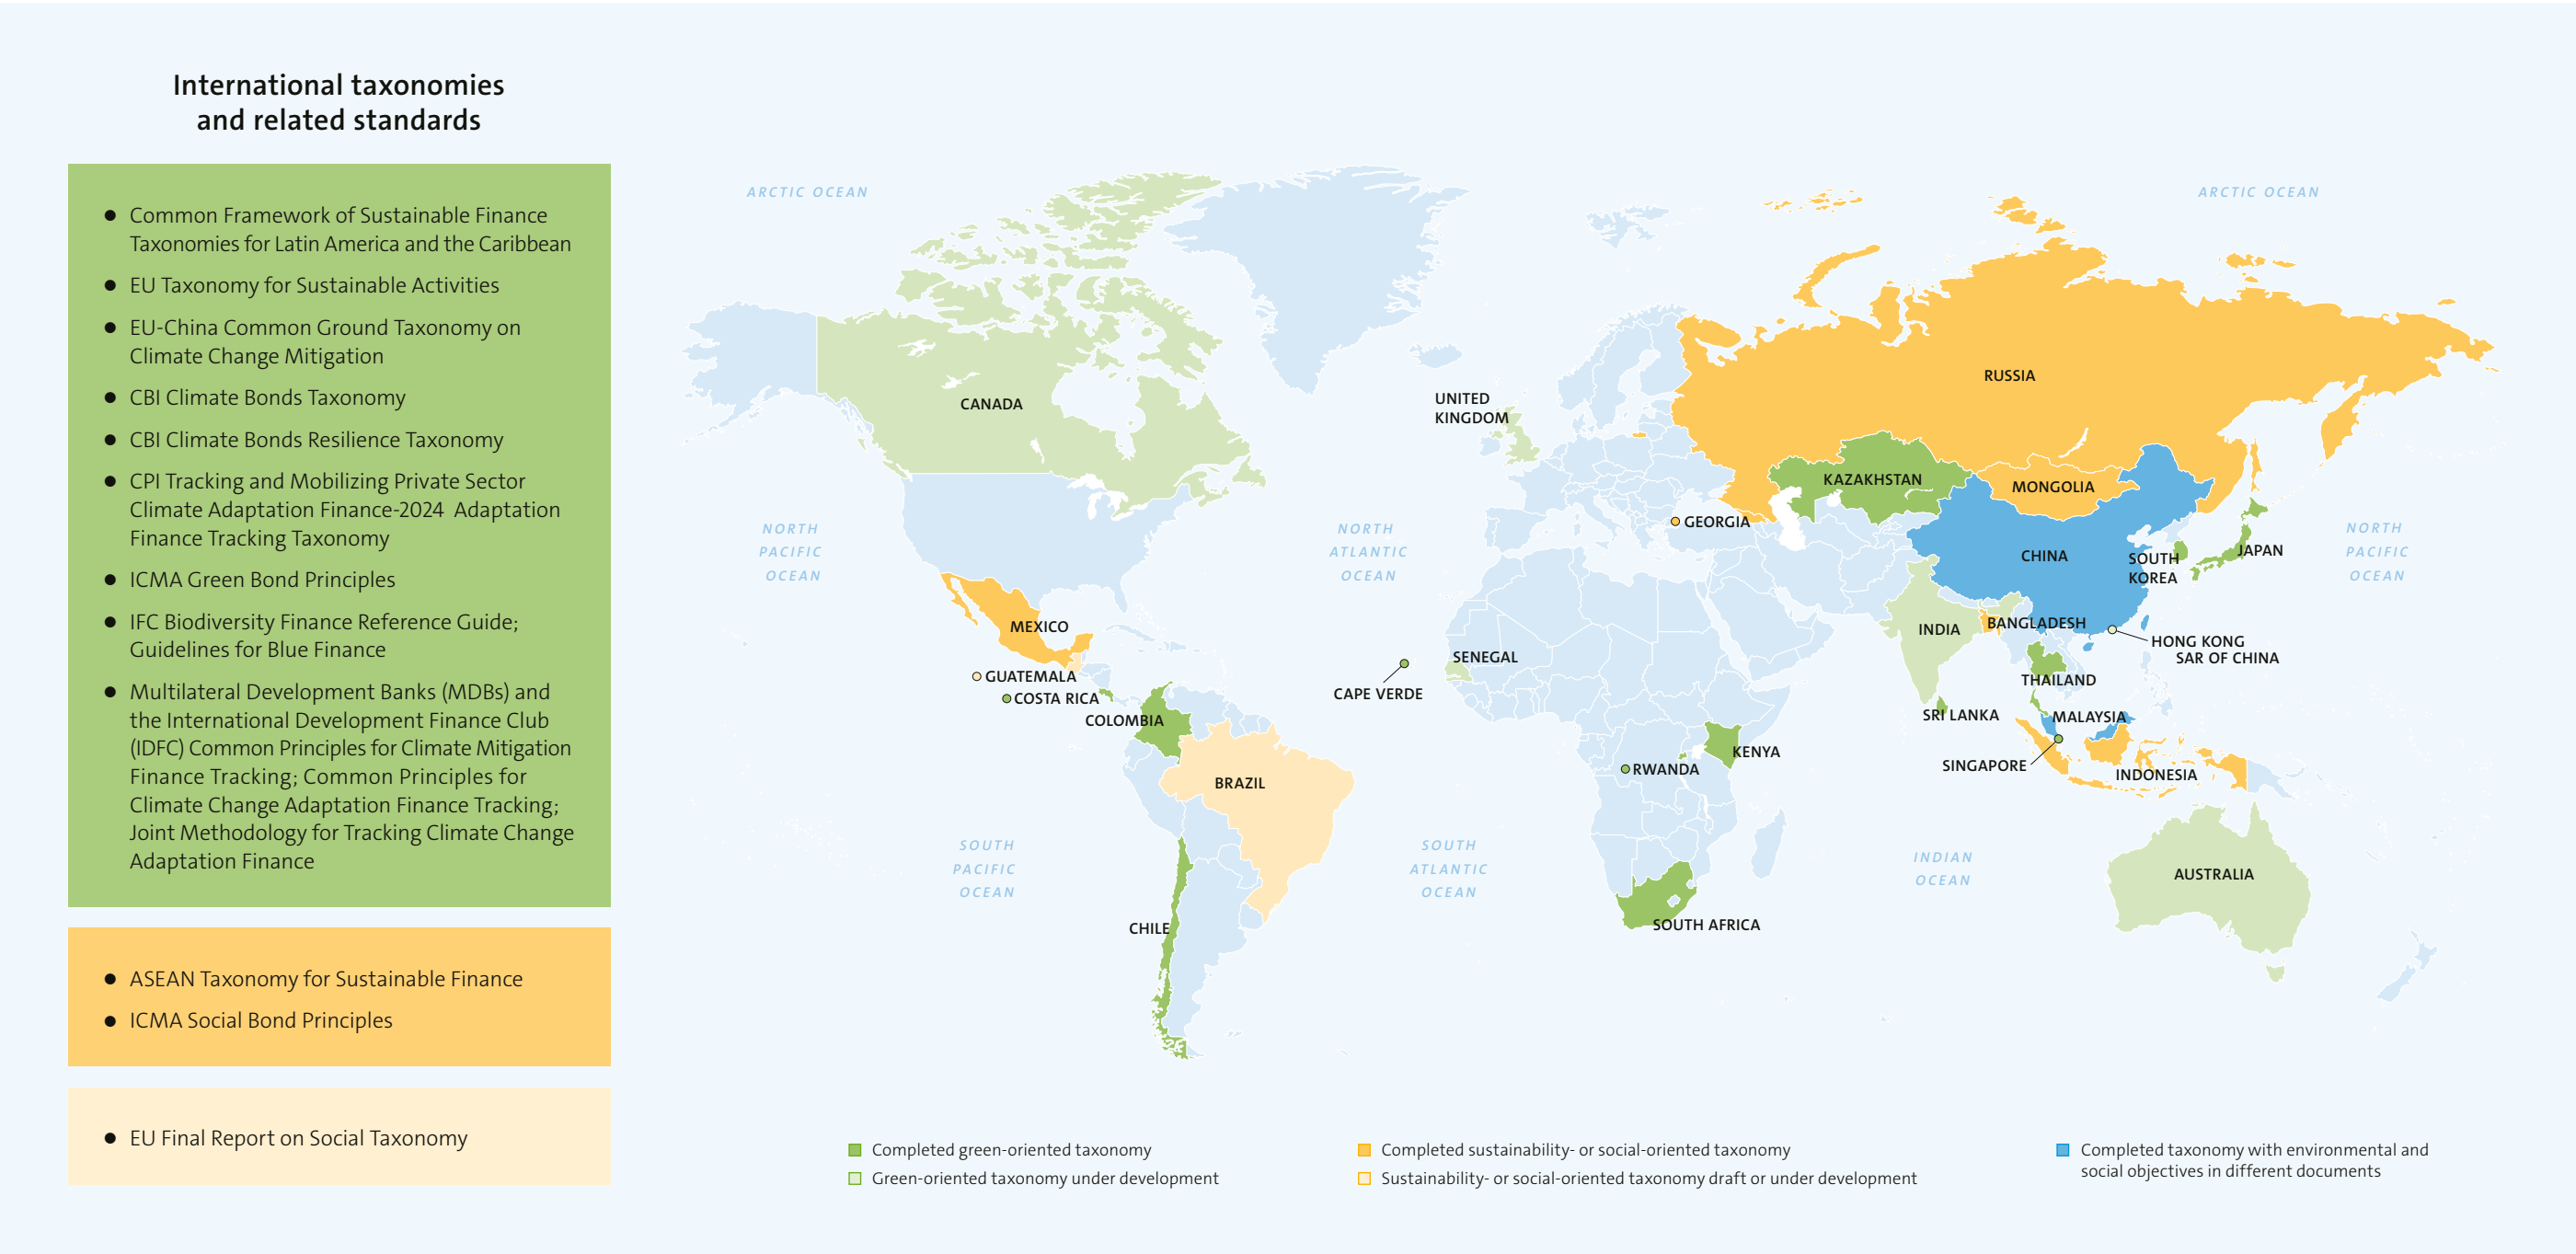 International taxonomies
and related standards
● Common Framework of Sustainable Finance
Taxonomies for Latin America and the Caribbean
● EU Taxonomy for Sustainable Activities
● EU-China Common Ground Taxonomy on
Climate Change Mitigation
● CBI Climate Bonds Taxonomy
● CBI Climate Bonds Resilience Taxonomy
● CPI Tracking and Mobilizing Private Sector
Climate Adaptation Finance-2024 Adaptation
Finance Tracking Taxonomy
● ICMA Green Bond Principles
● IFC Biodiversity Finance Reference Guide;
Guidelines for Blue Finance
● Multilateral Development Banks (MDBs) and
the International Development Finance Club
(IDFC) Common Principles for Climate Mitigation
Finance Tracking; Common Principles for
Climate Change Adaptation Finance Tracking;
Joint Methodology for Tracking Climate Change
Adaptation Finance
● ASEAN Taxonomy for Sustainable Finance
● ICMA Social Bond Principles
● EU Final Report on Social Taxonomy
ARCTIC OCEAN
ARCTIC OCEAN
RUSSIA
CANADA
UNITED
KINGDOM
KAZAKHSTAN
MONGOLIA
GEORGIA
NORTH
PACIFIC
OCEAN
NORTH
ATLANTIC
OCEAN
NORTH
PACIFIC
OCEAN
CHINA
SOUTH
KOREA
JAPAN
MEXICO
INDIA
BANGLADESH
HONG KONG
SAR OF CHINA
SENEGAL
GUATEMALA
CAPE VERDE
THAILAND
COSTA RICA
COLOMBIA
SRI LANKA
MALAYSIA
KENYA
RWANDA
SINGAPORE
INDONESIA
BRAZIL
SOUTH
PACIFIC
OCEAN
SOUTH
ATLANTIC
OCEAN
INDIAN
OCEAN
AUSTRALIA
CHILE
SOUTH AFRICA
Completed green-oriented taxonomy
Green-oriented taxonomy under development
Completed sustainability- or social-oriented taxonomy
Sustainability- or social-oriented taxonomy draft or under development
Completed taxonomy with environmental and
social objectives in different documents